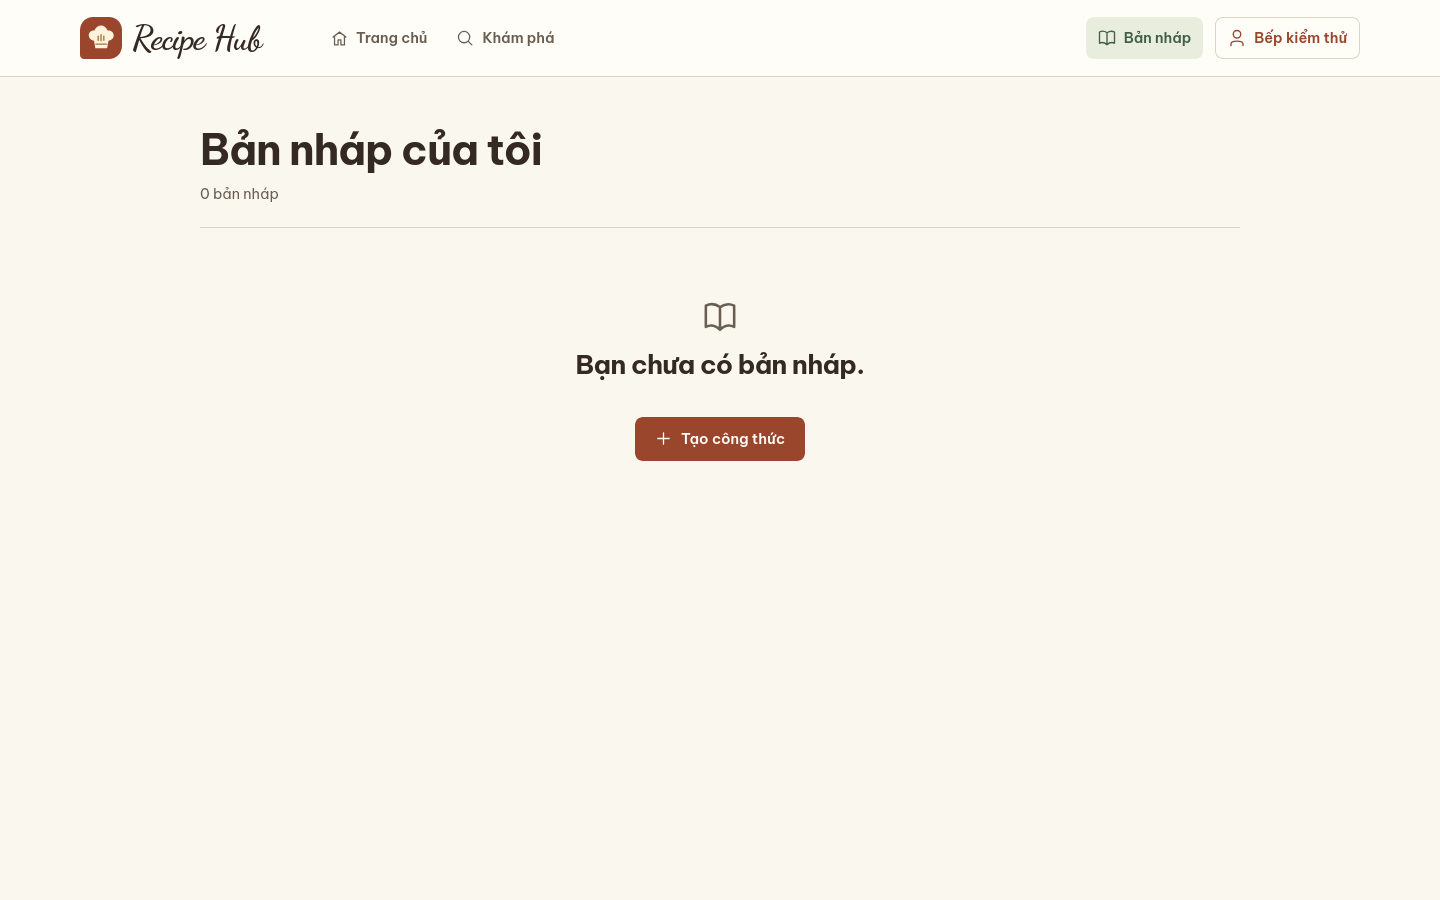 Recipe Hub
Trang chủ
Khám phá
Bản nháp
Bếp kiểm thử
Bản nháp của tôi
0 bản nháp
Bạn chưa có bản nháp.
Tạo công thức